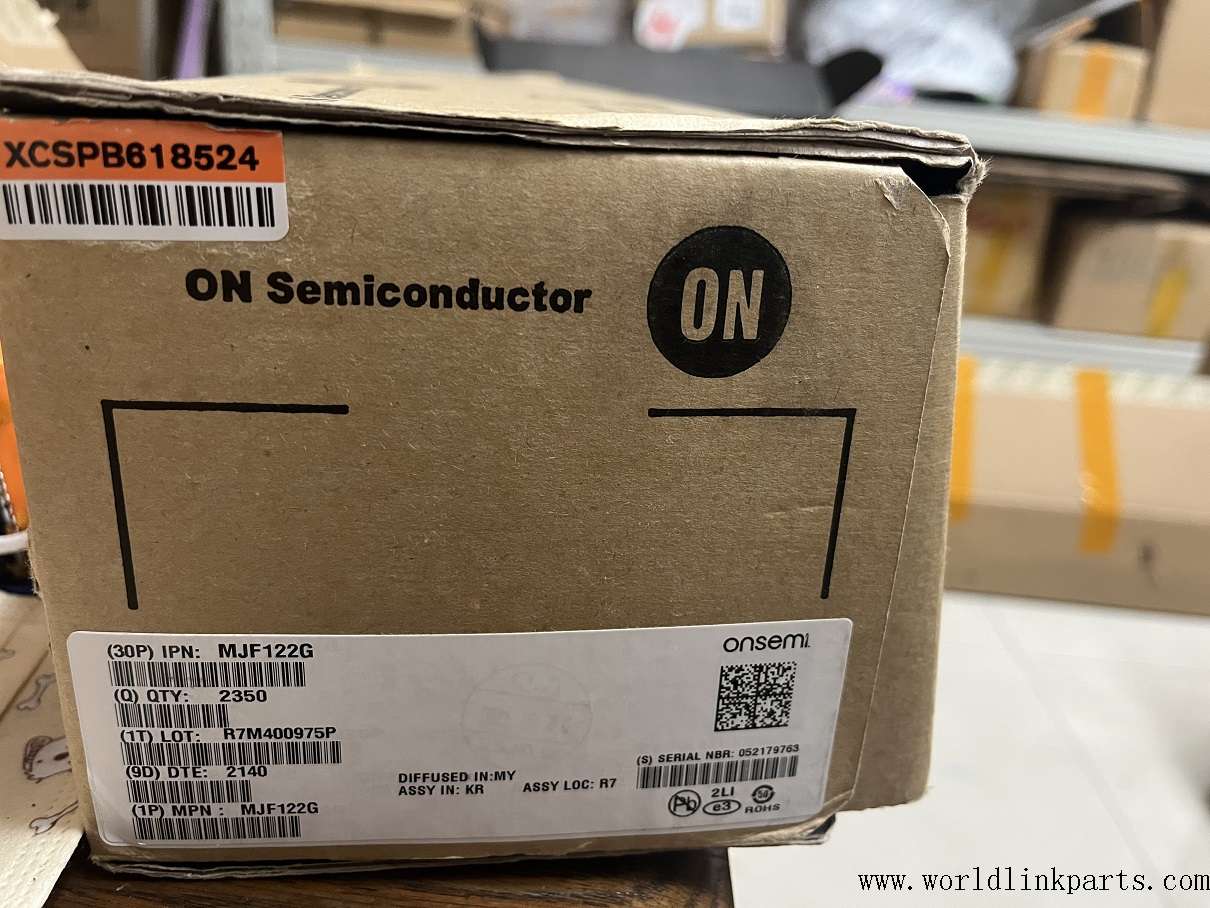 XCSPB618524
ON Semiconductor
ON
(30P) IPN: MJF122G
onsemi
(Q) QTY: 2350
(1T) LOT: R7M400975P
(9D) DTE: 2140
(1P) MPN : MJF122G
DIFFUSED IN:MY
ASSY IN: KR
ASSY LOC: R7
(S) SERIAL NBR: 052179763
Pb
2LI
e3
ROHS
www.worldlinkparts.com